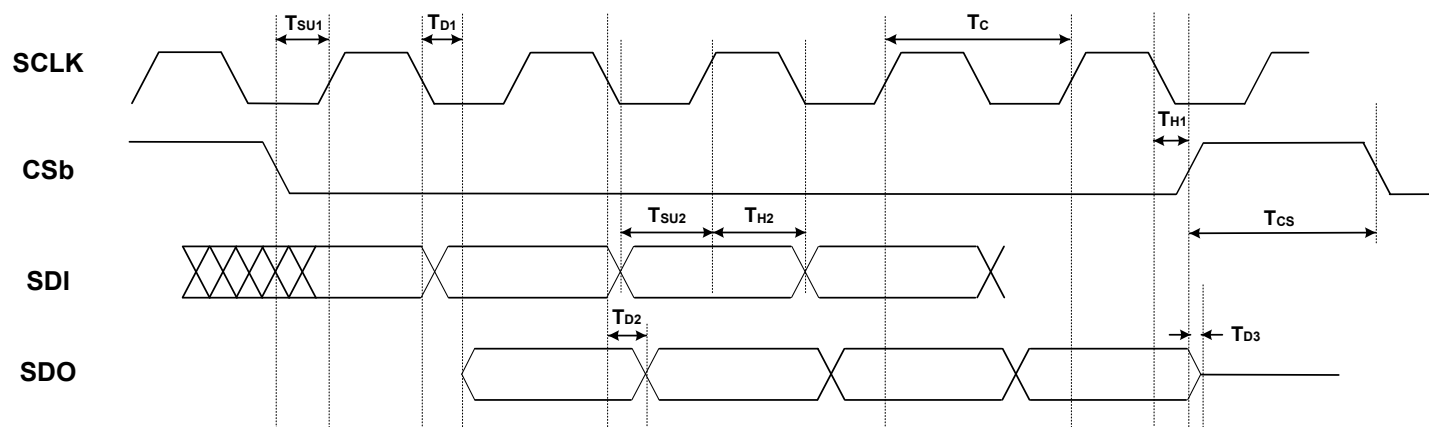 TSU1
TD1
TC
SCLK
TH1
CSb
TSU2
TH2
TCS
SDI
TD2
TD3
SDO